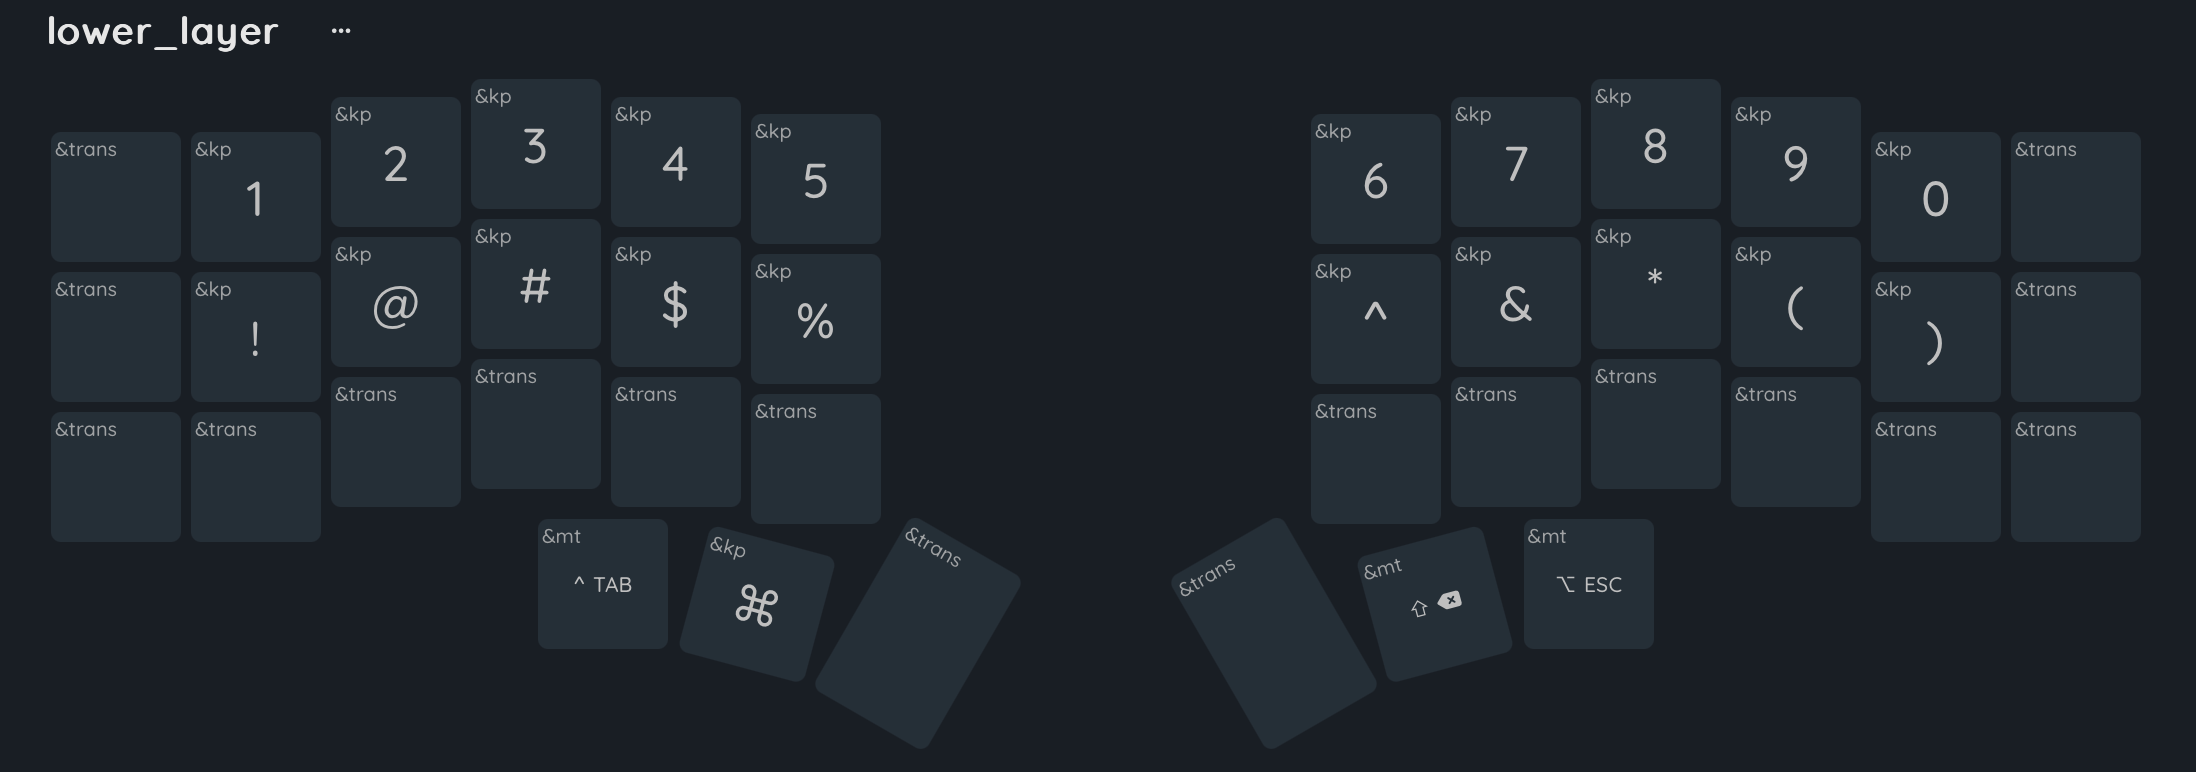 lower_layer ...
&trans &kp 1 &kp 2 &kp 3 &kp 4 &kp 5 &kp 6 &kp 7 &kp 8 &kp 9 &kp 0 &trans
&trans &kp ! &kp @ &kp # &kp $ &kp % &kp ^ &kp & &kp * &kp ( &kp ) &trans
&trans &trans &trans &trans &trans &trans &trans &trans &trans &trans &trans &trans
&mt ^ TAB &kp ⌘ &trans &trans &mt ⇧ ⌫ &mt ⌥ ESC